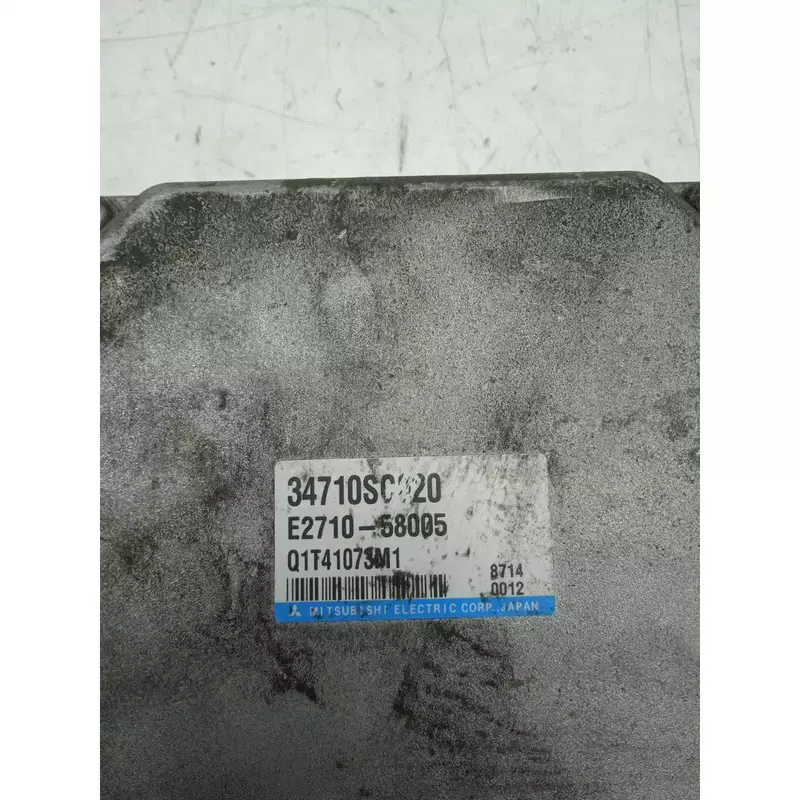 E2710-58005
Q1T41073M1
8714
0012
MITSUBISHI ELECTRIC CORP., JAPAN